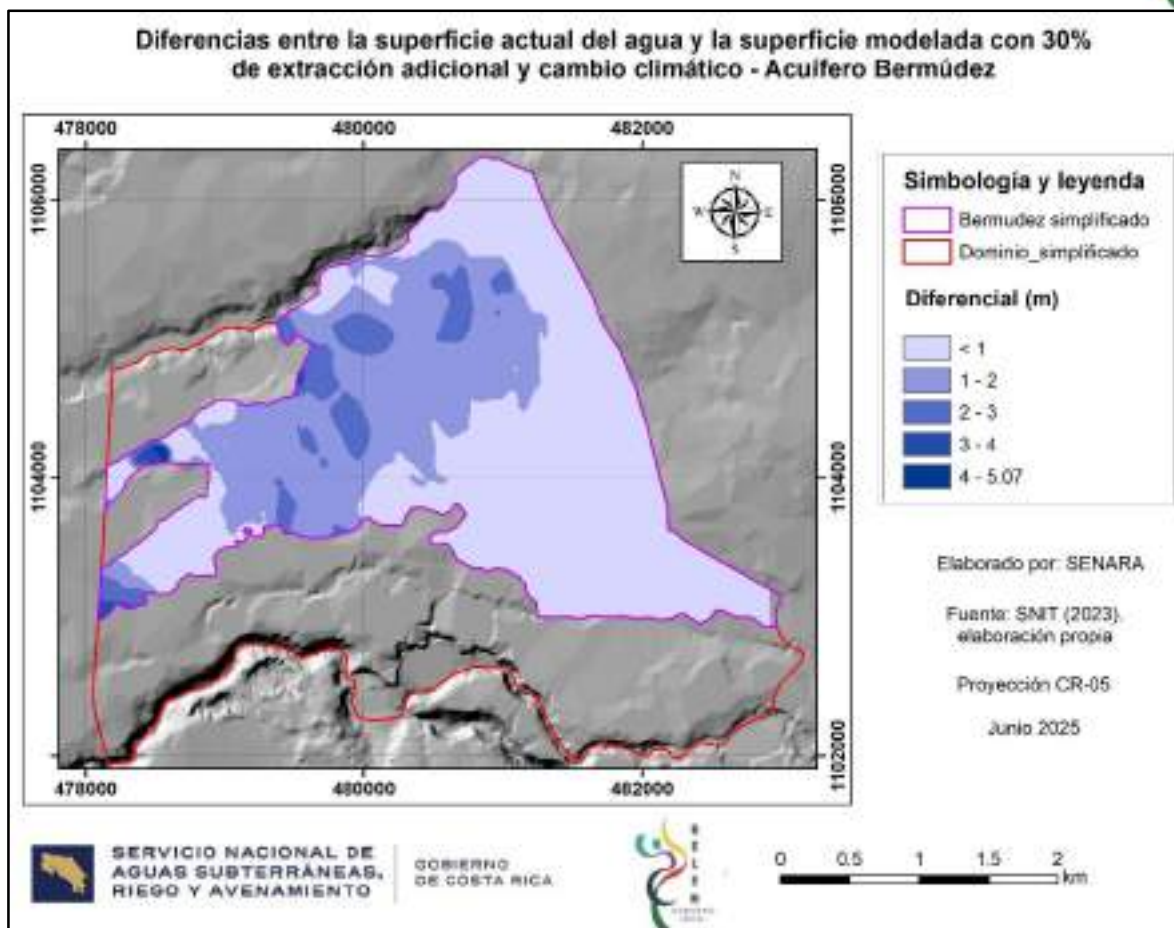 Diferencias entre la superficie actual del agua y la superficie modelada con 30%
de extracción adicional y cambio climático - Acuífero Bermúdez
478000 480000 482000
1106000 1106000
1104000 1104000
1102000
478000 480000 482000
N
W E
S
Simbología y leyenda
Bermudez simplificado
Dominio_simplificado
Diferencial (m)
< 1
1 - 2
2 - 3
3 - 4
4 - 5.07
Elaborado por: SENARA
Fuente: SNIT (2023).
elaboración propia
Proyección CR-05
Junio 2025
SERVICIO NACIONAL DE
AGUAS SUBTERRÁNEAS,
RIEGO Y AVENAMIENTO
GOBIERNO
DE COSTA RICA
BELÉN
0 0.5 1 1.5 2
km